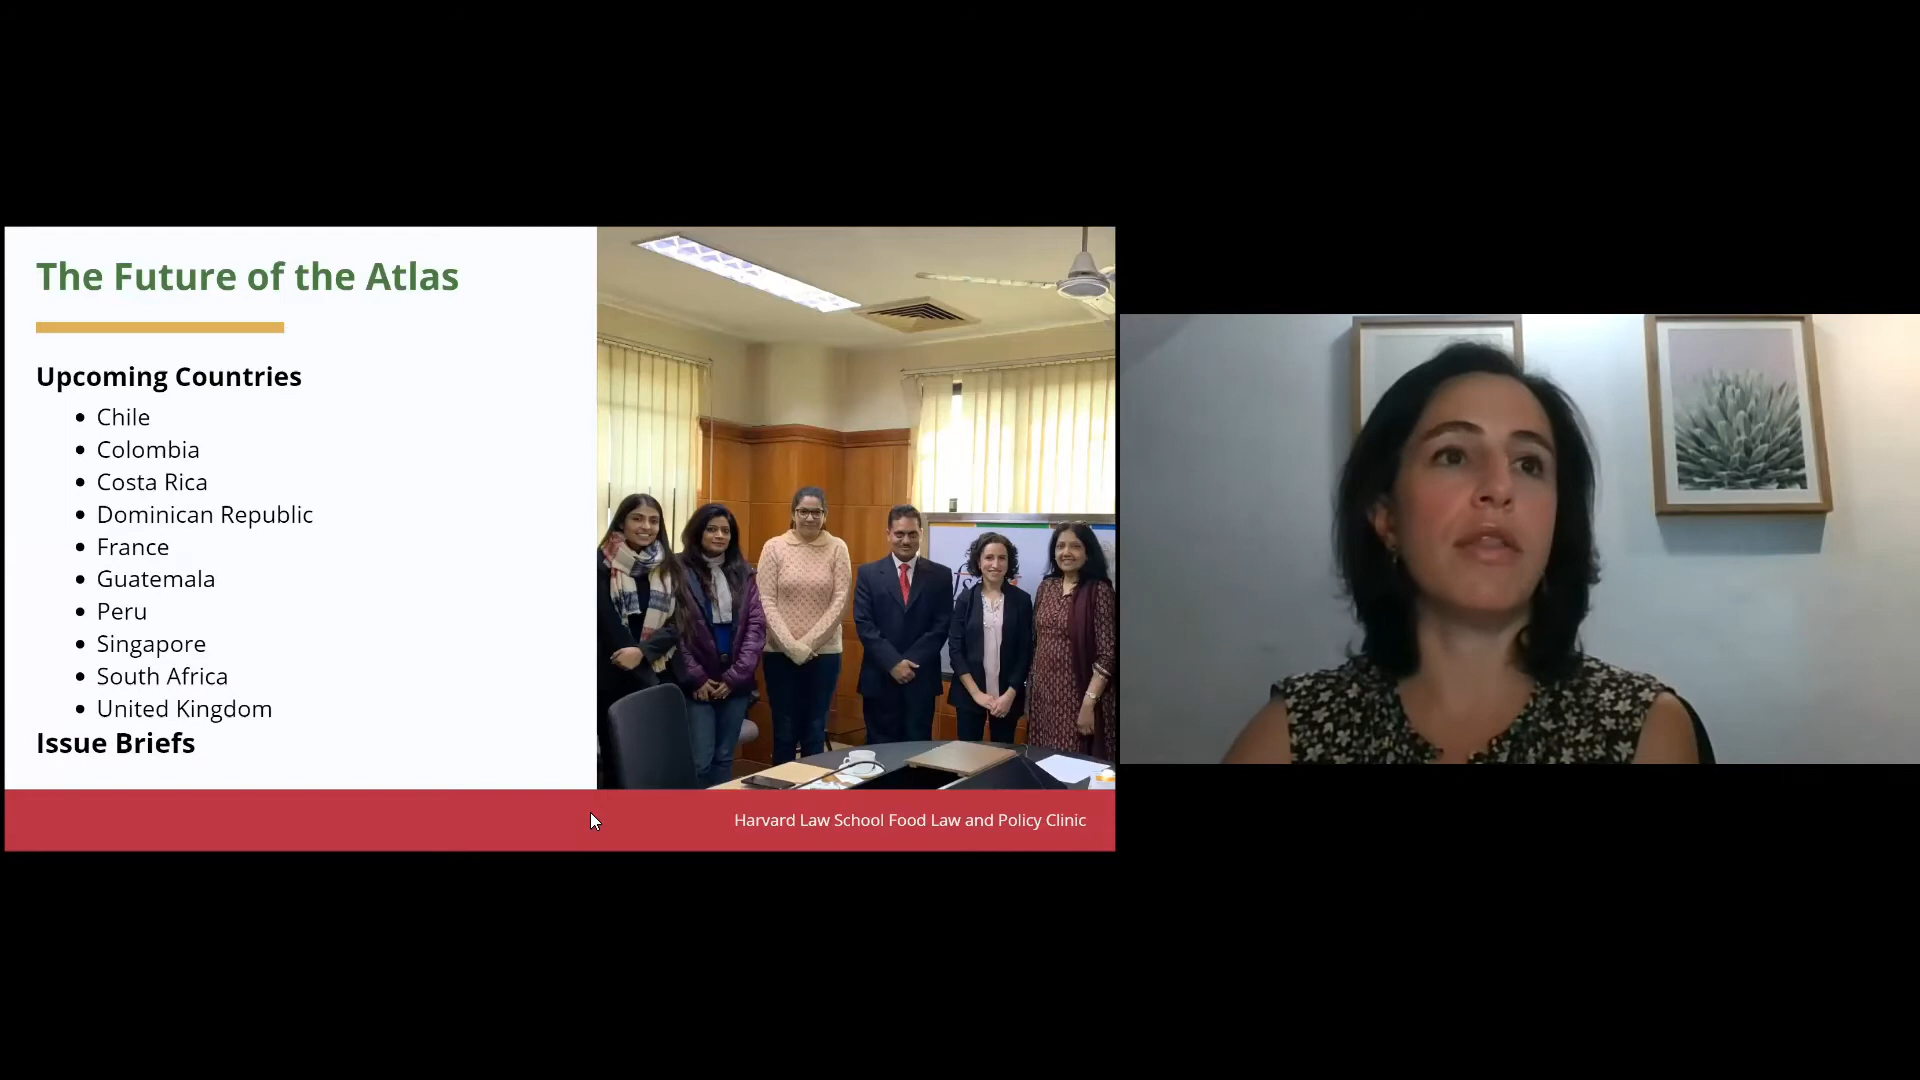 The Future of the Atlas
Upcoming Countries
Chile
Colombia
Costa Rica
Dominican Republic
France
Guatemala
Peru
Singapore
South Africa
United Kingdom
Issue Briefs
Harvard Law School Food Law and Policy Clinic